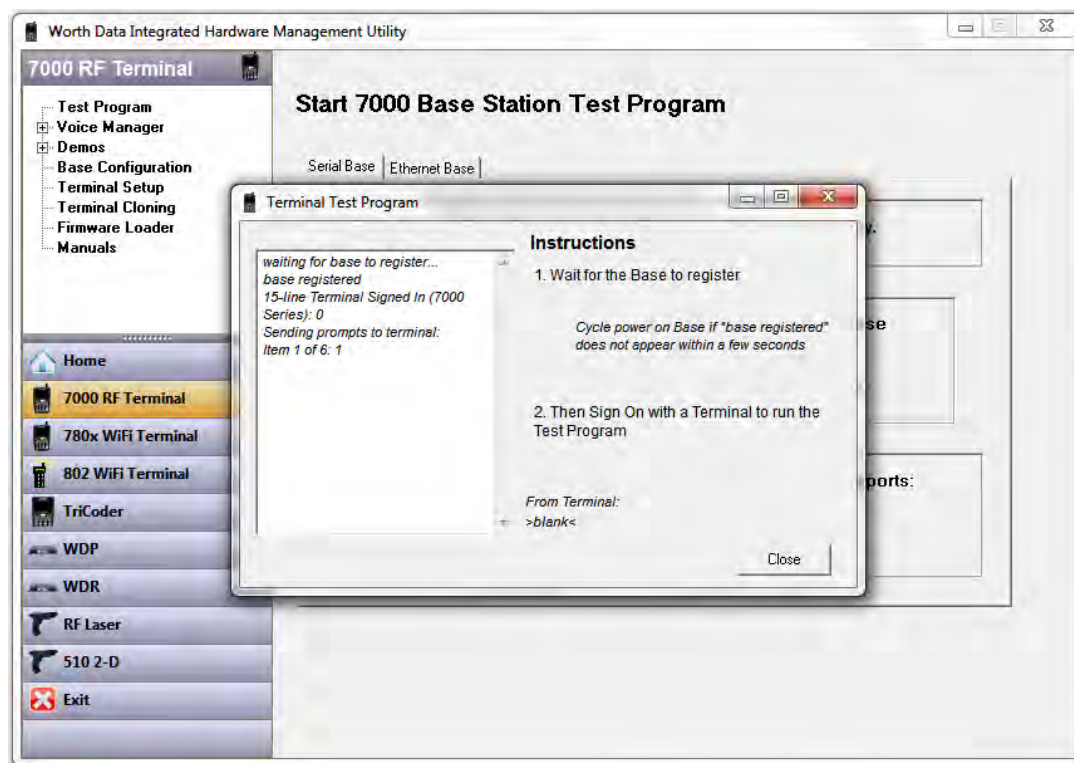 Worth Data Integrated Hardware Management Utility
7000 RF Terminal
Test Program
Voice Manager
Demos
Base Configuration
Terminal Setup
Terminal Cloning
Firmware Loader
Manuals
Home
7000 RF Terminal
780x WiFi Terminal
802 WiFi Terminal
TriCoder
WDP
WDR
RF Laser
510 2-D
Exit
Start 7000 Base Station Test Program
Serial Base
Ethernet Base
Terminal Test Program
waiting for base to register...
base registered
15-line Terminal Signed In (7000
Series): 0
Sending prompts to terminal:
Item 1 of 6: 1
Instructions
1. Wait for the Base to register
Cycle power on Base if "base registered"
does not appear within a few seconds
2. Then Sign On with a Terminal to run the
Test Program
From Terminal:
>blank<
Close
y.
se
ports: